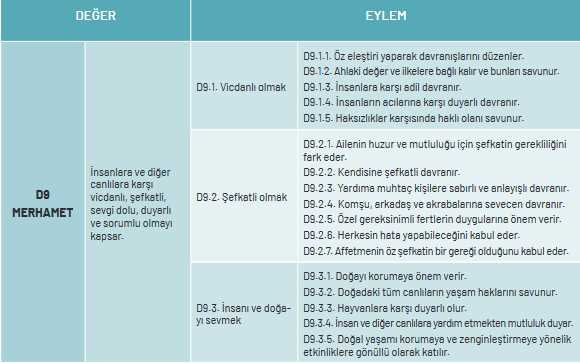 DEĞER
EYLEM
D9
MERHAMET
İnsanlara ve diğer
canlılara karşı
vicdanlı, şefkatli,
sevgi dolu, duyarlı
ve sorumlu olmayı
kapsar.
D9.1. Vicdanlı olmak
D9.1.1. Öz eleştiri yaparak davranışlarını düzenler.
D9.1.2. Ahlaki değer ve ilkelere bağlı kalır ve bunları savunur.
D9.1.3. İnsanlara karşı adil davranır.
D9.1.4. İnsanların acılarına karşı duyarlı davranır.
D9.1.5. Haksızlıklar karşısında haklı olanı savunur.
D9.2. Şefkatli olmak
D9.2.1. Ailenin huzur ve mutluluğu için şefkatin gerekliliğini
fark eder.
D9.2.2. Kendisine şefkatli davranır.
D9.2.3. Yardıma muhtaç kişilere sabırlı ve anlayışlı davranır.
D9.2.4. Komşu, arkadaş ve akrabalarına sevecen davranır.
D9.2.5. Özel gereksinimli fertlerin duygularına önem verir.
D9.2.6. Herkesin hata yapabileceğini kabul eder.
D9.2.7. Affetmenin öz şefkatin bir gereği olduğunu kabul eder.
D9.3. İnsanı ve doğa-
yı sevmek
D9.3.1. Doğayı korumaya önem verir.
D9.3.2. Doğadaki tüm canlıların yaşam haklarını savunur.
D9.3.3. Hayvanlara karşı duyarlı olur.
D9.3.4. İnsan ve diğer canlılara yardım etmekten mutluluk duyar.
D9.3.5. Doğal yaşamı korumaya ve zenginleştirmeye yönelik
etkinliklere gönüllü olarak katılır.